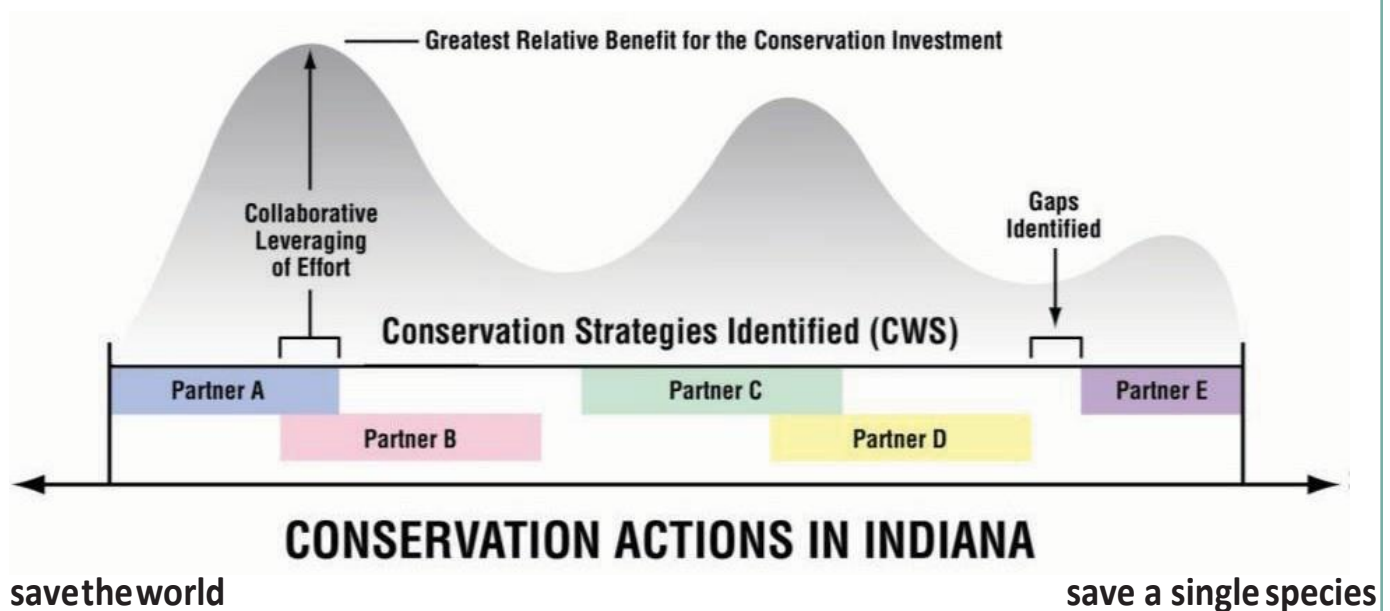 Greatest Relative Benefit for the Conservation Investment
Collaborative
Leveraging
of Effort
Gaps
Identified
Conservation Strategies Identified (CWS)
Partner A
Partner C
Partner E
Partner B
Partner D
CONSERVATION ACTIONS IN INDIANA
savetheworld
save a single species